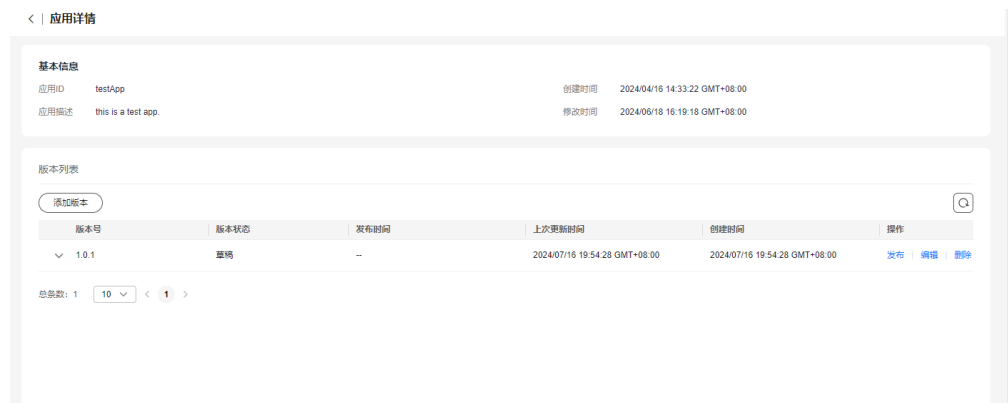 应用详情
基本信息
应用ID testApp 创建时间 2024/04/16 14:33:22 GMT+08:00
应用描述 this is a test app. 修改时间 2024/06/18 16:19:18 GMT+08:00
版本列表
添加版本
版本号 版本状态 发布时间 上次更新时间 创建时间 操作
1.0.1 草稿 -- 2024/07/16 19:54:28 GMT+08:00 2024/07/16 19:54:28 GMT+08:00 发布 编辑 删除
总条数: 1 10 1